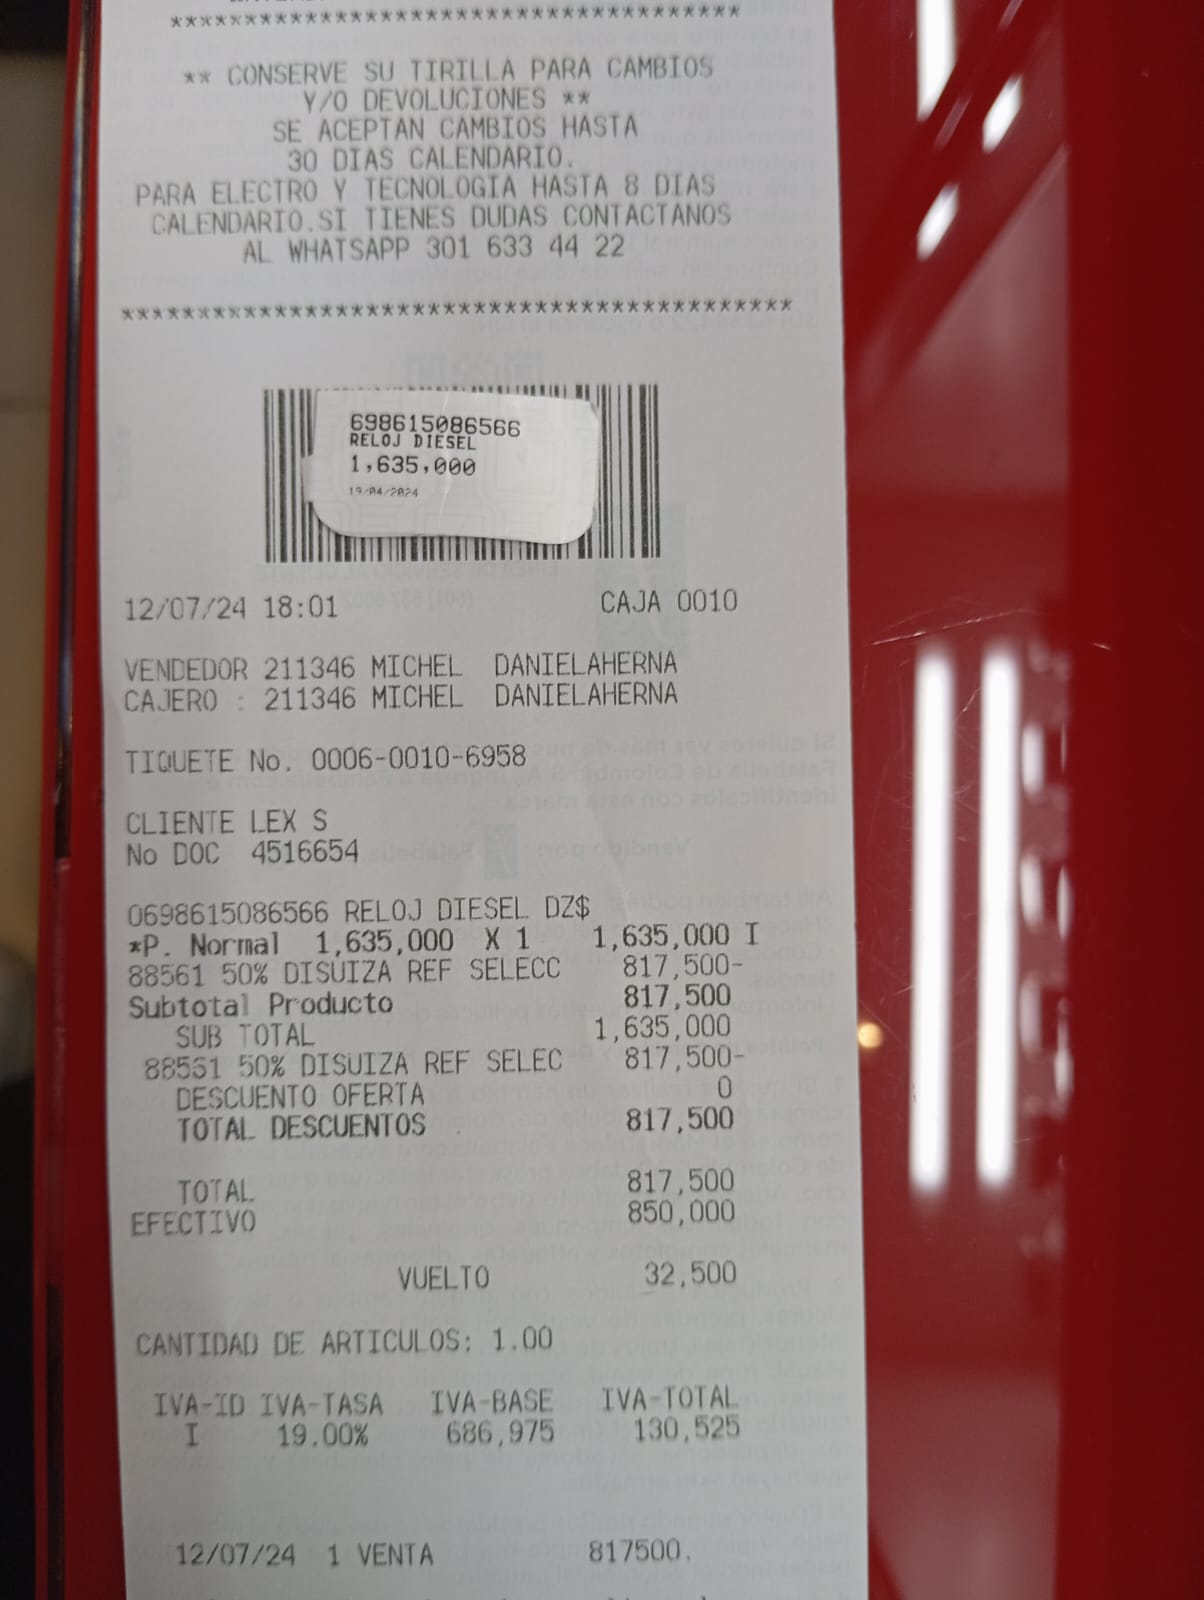 ****************************************
** CONSERVE SU TIRILLA PARA CAMBIOS
Y/O DEVOLUCIONES **
SE ACEPTAN CAMBIOS HASTA
30 DIAS CALENDARIO.
PARA ELECTRO Y TECNOLOGIA HASTA 8 DIAS
CALENDARIO.SI TIENES DUDAS CONTACTANOS
AL WHATSAPP 301 633 44 22
********************************************
698615086566
RELOJ DIESEL
1,635,000
19/04/2024
12/07/24 18:01 CAJA 0010
VENDEDOR 211346 MICHEL DANIELAHERNA
CAJERO : 211346 MICHEL DANIELAHERNA
TIQUETE No. 0006-0010-6958
CLIENTE LEX S
No DOC 4516654
0698615086566 RELOJ DIESEL DZ$
*P. Normal 1,635,000 X 1 1,635,000 I
88561 50% DISUIZA REF SELECC 817,500-
Subtotal Producto 817,500
SUB TOTAL 1,635,000
88561 50% DISUIZA REF SELEC 817,500-
DESCUENTO OFERTA 0
TOTAL DESCUENTOS 817,500
TOTAL 817,500
EFECTIVO 850,000
VUELTO 32,500
CANTIDAD DE ARTICULOS: 1.00
IVA-ID IVA-TASA IVA-BASE IVA-TOTAL
I 19.00% 686,975 130,525
12/07/24 1 VENTA 817500.